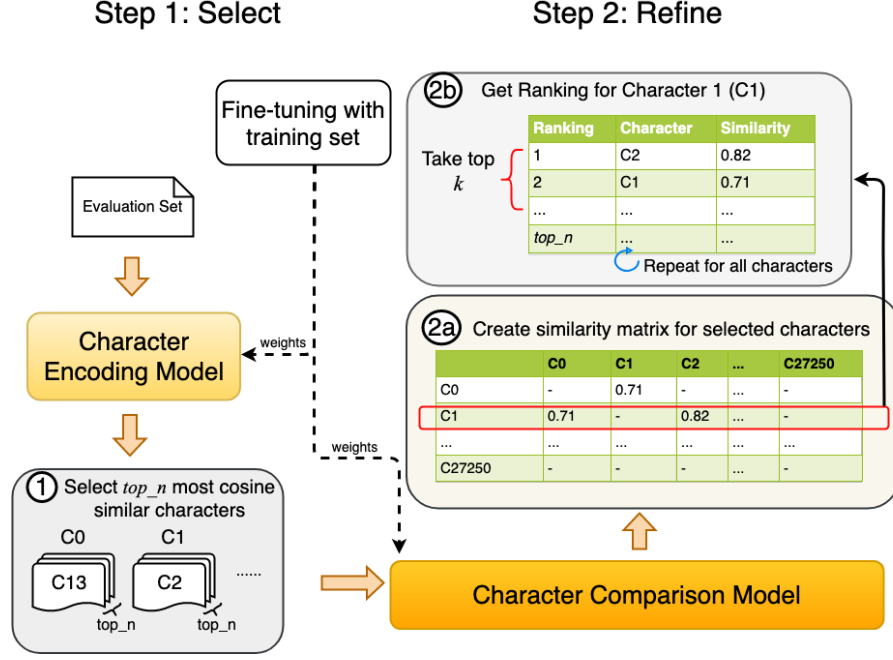 Step 1: Select
Step 2: Refine
Fine-tuning with
training set
Evaluation Set
Character
Encoding Model
weights
weights
1 Select top_n most cosine
similar characters
C0 C1
C13 C2 ......
top_n top_n
2b Get Ranking for Character 1 (C1)
Take top
k
Ranking Character Similarity
1 C2 0.82
2 C1 0.71
... ... ...
top_n ... ...
Repeat for all characters
2a Create similarity matrix for selected characters
C0 C1 C2 ... C27250
C0 - 0.71 - - -
C1 0.71 - 0.82 ... -
... ... ... ... ...
C27250 - - - ... -
Character Comparison Model